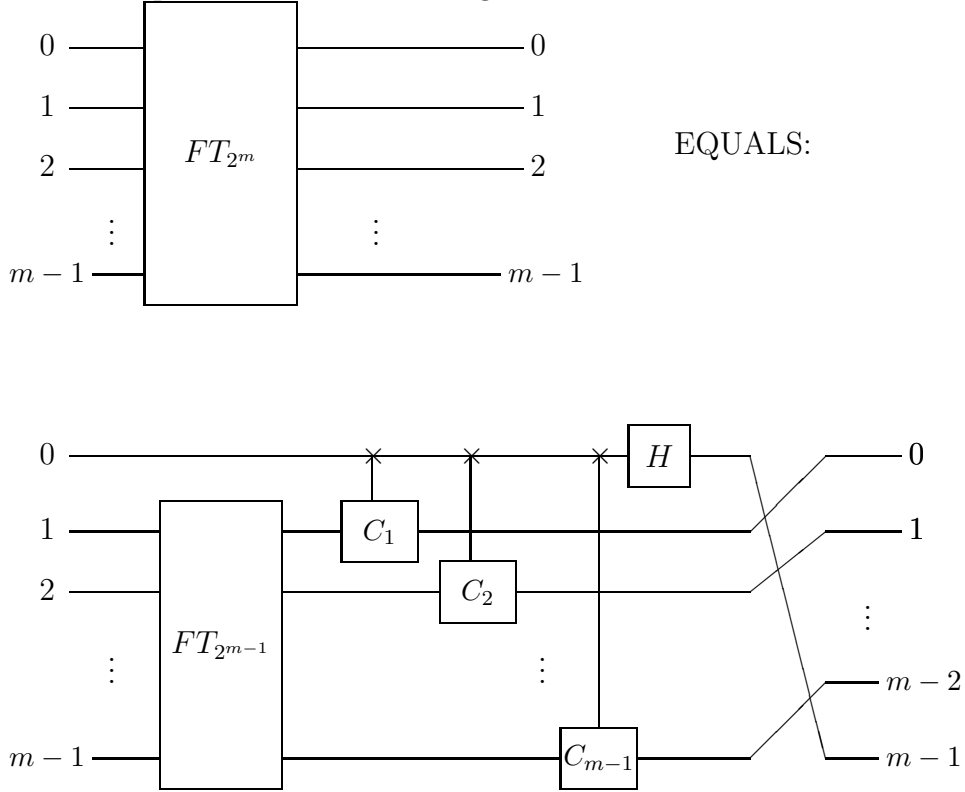 0 0
1 1
FT_{2^m} EQUALS:
2 2
⋮ ⋮
m − 1 m − 1
0 H 0
1 C_1 1
2 C_2
⋮
FT_{2^{m−1}}
⋮ ⋮
m − 2
m − 1 C_{m−1} m − 1